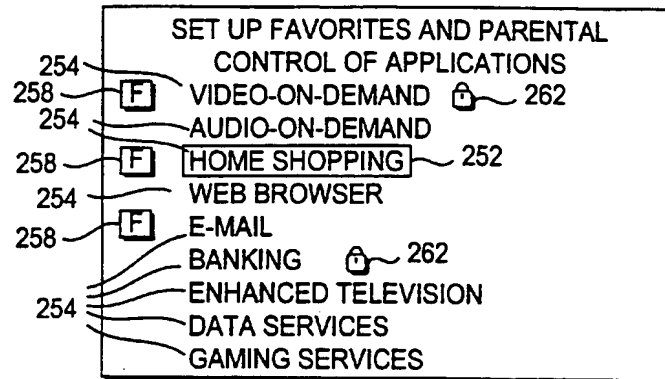 SET UP FAVORITES AND PARENTAL
CONTROL OF APPLICATIONS
254
258 F VIDEO-ON-DEMAND 262
254
AUDIO-ON-DEMAND
258 F HOME SHOPPING 252
254 WEB BROWSER
258 F E-MAIL
BANKING 262
ENHANCED TELEVISION
254
DATA SERVICES
GAMING SERVICES